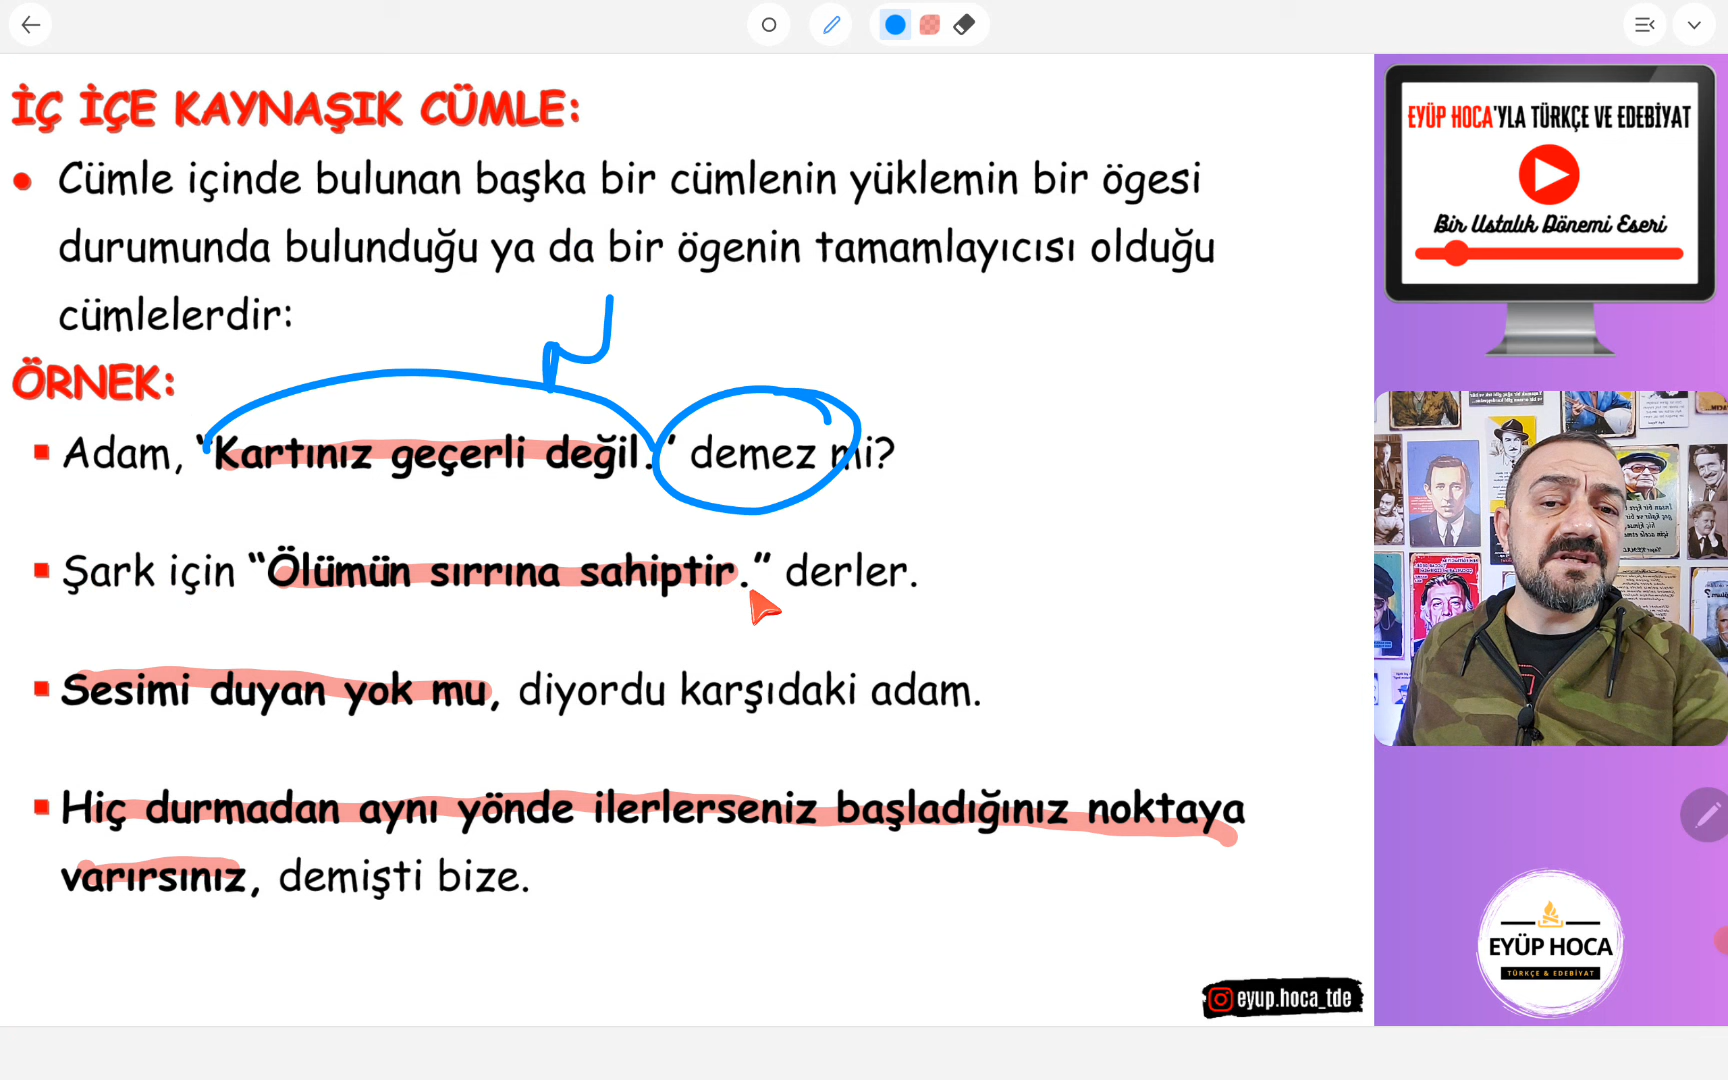 İÇ İÇE KAYNAŞIK CÜMLE:
• Cümle içinde bulunan başka bir cümlenin yüklemin bir ögesi
durumunda bulunduğu ya da bir ögenin tamamlayıcısı olduğu
cümlelerdir:
ÖRNEK:
▪ Adam, “Kartınız geçerli değil.” demez mi?
▪ Şark için “Ölümün sırrına sahiptir.” derler.
▪ Sesimi duyan yok mu, diyordu karşıdaki adam.
▪ Hiç durmadan aynı yönde ilerlerseniz başladığınız noktaya
varırsınız, demişti bize.
eyup.hoca_tde
EYÜP HOCA'YLA TÜRKÇE VE EDEBİYAT
Bir Ustalık Dönemi Eseri
EYÜP HOCA
TÜRKÇE & EDEBİYAT